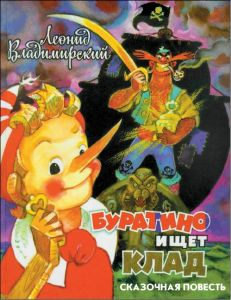 Леонид
Владимирский
БУРАТИНО
ИЩЕТ
КЛАД
СКАЗОЧНАЯ ПОВЕСТЬ